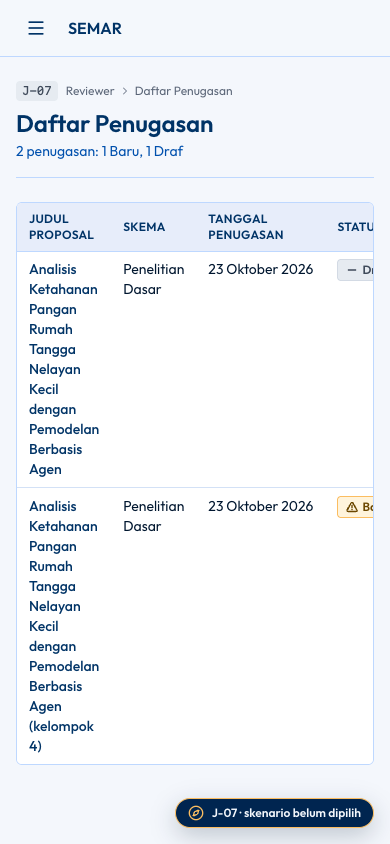 SEMAR
J-07 Reviewer > Daftar Penugasan
Daftar Penugasan
2 penugasan: 1 Baru, 1 Draf
JUDUL PROPOSAL SKEMA TANGGAL PENUGASAN
Analisis
Ketahanan
Pangan
Rumah
Tangga
Nelayan
Kecil
dengan
Pemodelan
Berbasis
Agen
Penelitian
Dasar
23 Oktober 2026
Analisis
Ketahanan
Pangan
Rumah
Tangga
Nelayan
Kecil
dengan
Pemodelan
Berbasis
Agen
(kelompok
4)
Penelitian
Dasar
23 Oktober 2026
J-07 · skenario belum dipilih